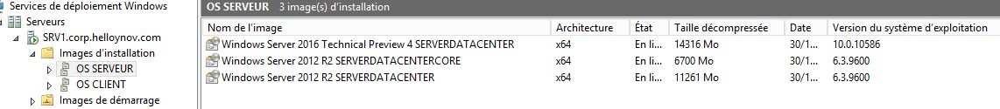 Services de déploiement Windows
Serveurs
SRV1.corp.helloynov.com
Images d'installation
OS SERVEUR
OS CLIENT
Images de démarrage
OS SERVEUR 3 image(s) d'installation
Nom de l'image Architecture État Taille décompressée Date Version du système d'exploitation
Windows Server 2016 Technical Preview 4 SERVERDATACENTER x64 En li... 14316 Mo 30/1... 10.0.10586
Windows Server 2012 R2 SERVERDATACENTERCORE x64 En li... 6700 Mo 30/1... 6.3.9600
Windows Server 2012 R2 SERVERDATACENTER x64 En li... 11261 Mo 30/1... 6.3.9600